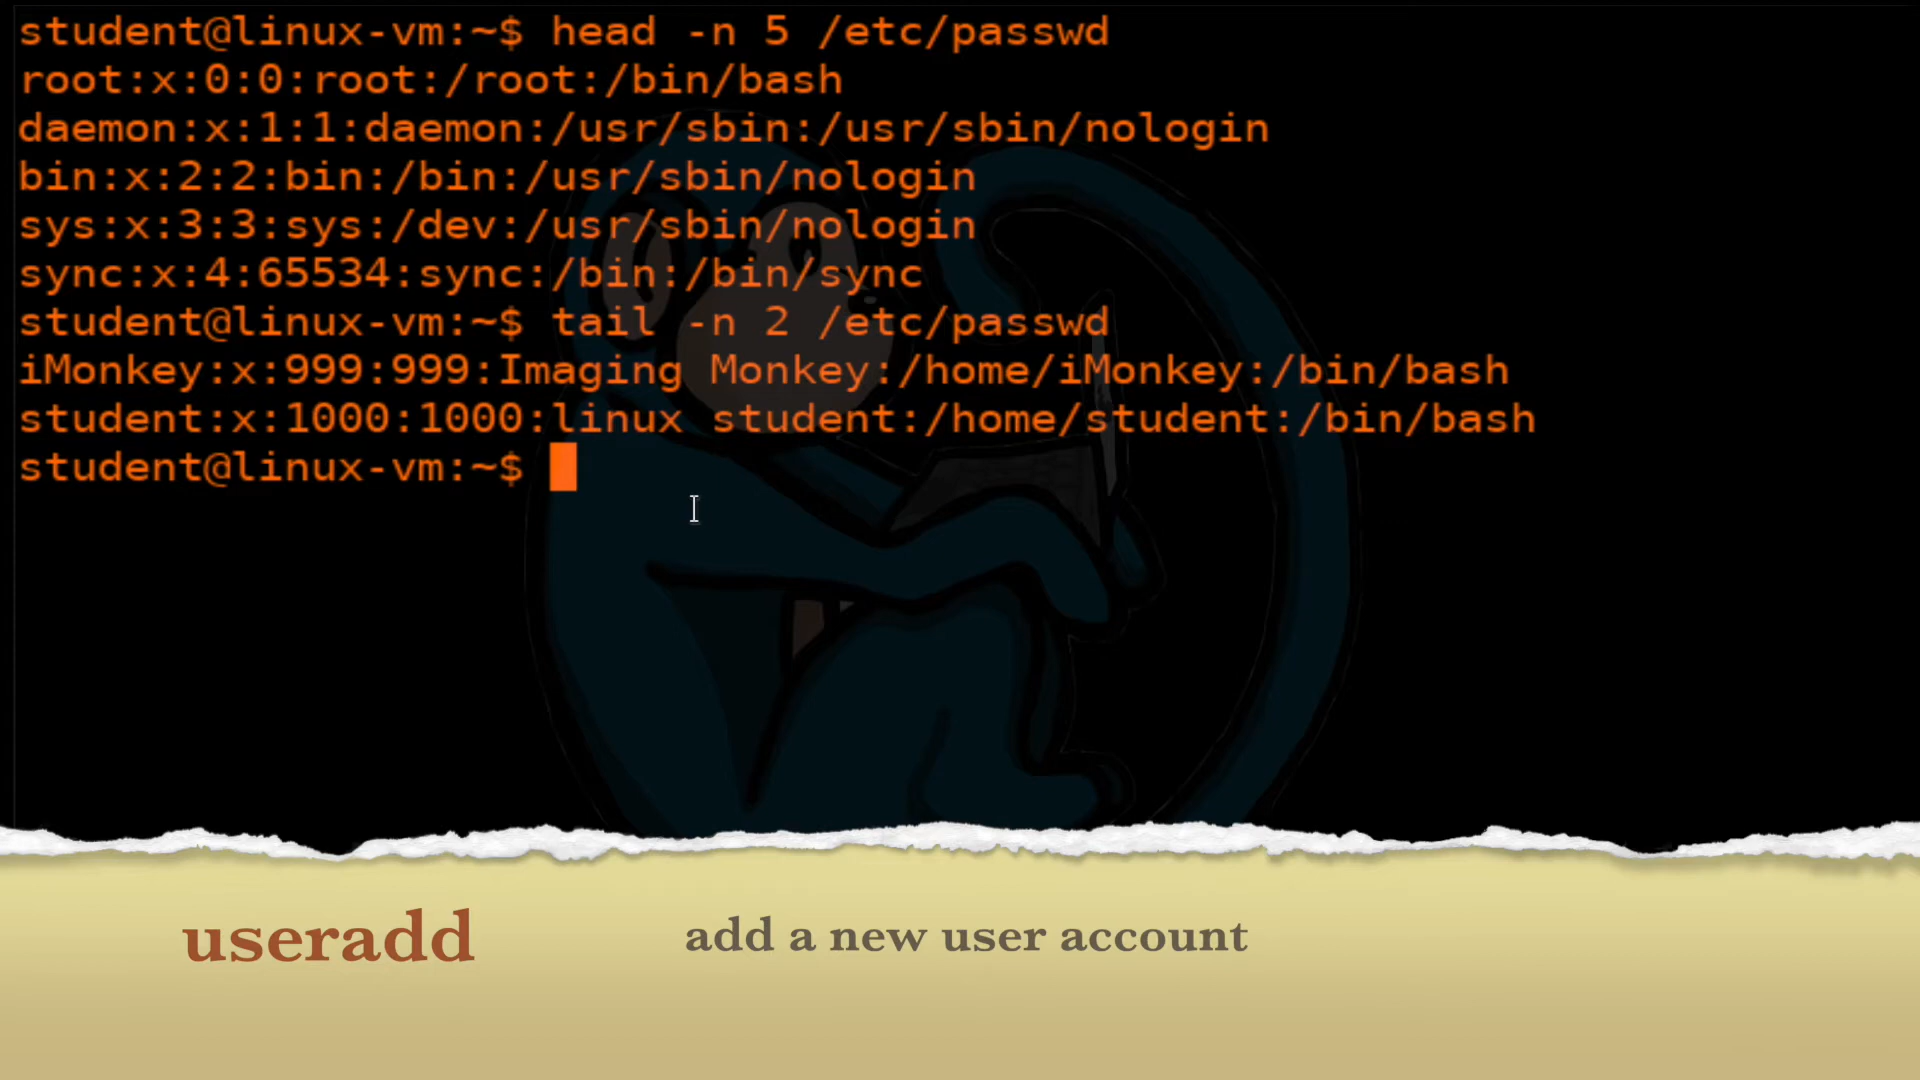 student@linux-vm:~$ head -n 5 /etc/passwd
root:x:0:0:root:/root:/bin/bash
daemon:x:1:1:daemon:/usr/sbin:/usr/sbin/nologin
bin:x:2:2:bin:/bin:/usr/sbin/nologin
sys:x:3:3:sys:/dev:/usr/sbin/nologin
sync:x:4:65534:sync:/bin:/bin/sync
student@linux-vm:~$ tail -n 2 /etc/passwd
iMonkey:x:999:999:Imaging Monkey:/home/iMonkey:/bin/bash
student:x:1000:1000:linux student:/home/student:/bin/bash
student@linux-vm:~$
useradd add a new user account